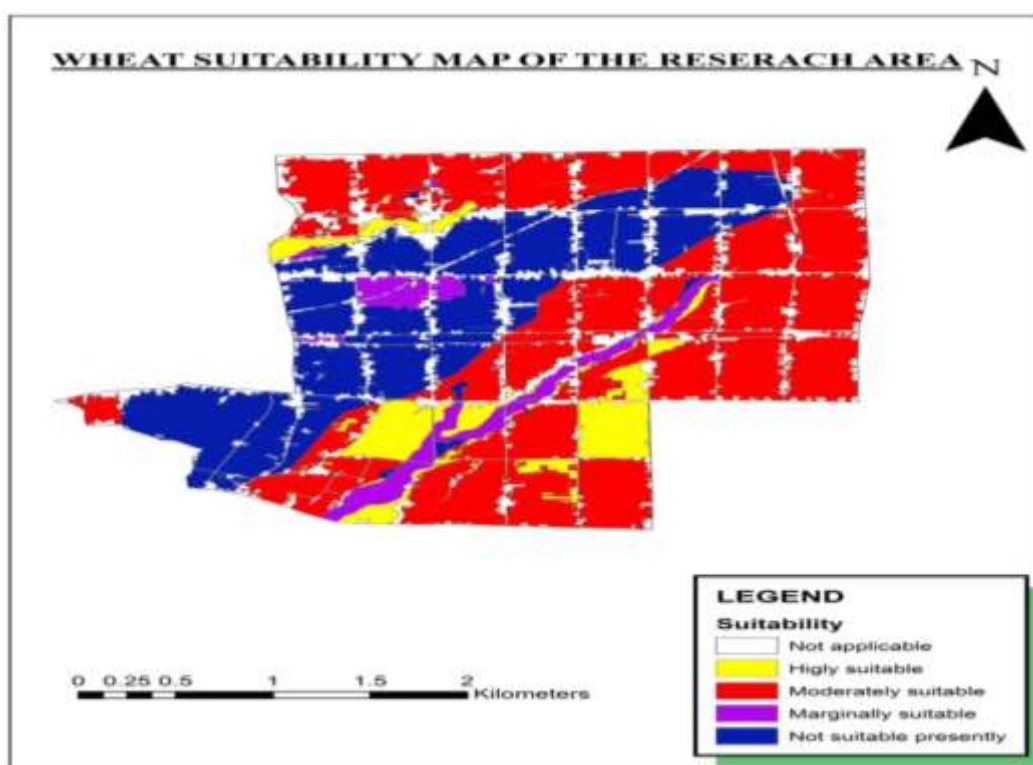 WHEAT SUITABILITY MAP OF THE RESERACH AREA
N
LEGEND
Suitability
Not applicable
Higly suitable
Moderately suitable
Marginally suitable
Not suitable presently
0 0.25 0.5 1 1.5 2
Kilometers